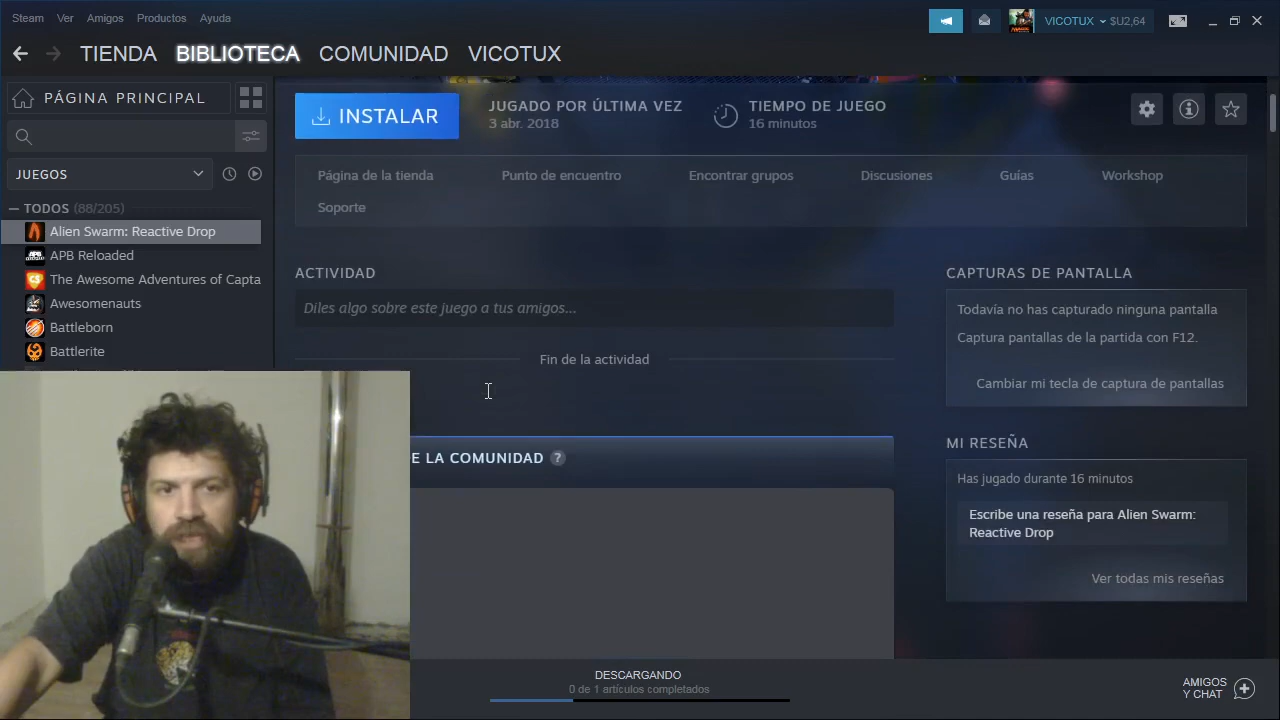 Steam Ver Amigos Productos Ayuda
VICOTUX $U2,64
TIENDA BIBLIOTECA COMUNIDAD VICOTUX
PÁGINA PRINCIPAL
JUEGOS
TODOS (88/205)
Alien Swarm: Reactive Drop
APB Reloaded
The Awesome Adventures of Capta
Awesomenauts
Battleborn
Battlerite
INSTALAR
JUGADO POR ÚLTIMA VEZ
3 abr. 2018
TIEMPO DE JUEGO
16 minutos
Página de la tienda Punto de encuentro Encontrar grupos Discusiones Guías Workshop
Soporte
ACTIVIDAD
Diles algo sobre este juego a tus amigos...
Fin de la actividad
E LA COMUNIDAD ?
CAPTURAS DE PANTALLA
Todavía no has capturado ninguna pantalla
Captura pantallas de la partida con F12.
Cambiar mi tecla de captura de pantallas
MI RESEÑA
Has jugado durante 16 minutos
Escribe una reseña para Alien Swarm:
Reactive Drop
Ver todas mis reseñas
DESCARGANDO
0 de 1 artículos completados
AMIGOS
Y CHAT